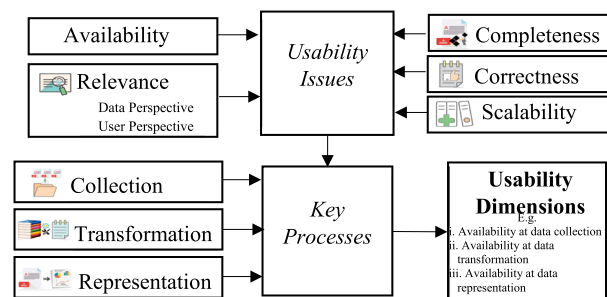 Availability
Relevance
Data Perspective
User Perspective
Usability
Issues
Completeness
Correctness
Scalability
Collection
Transformation
Representation
Key
Processes
Usability
Dimensions
E.g.
i. Availability at data collection
ii. Availability at data
transformation
iii. Availability at data
representation